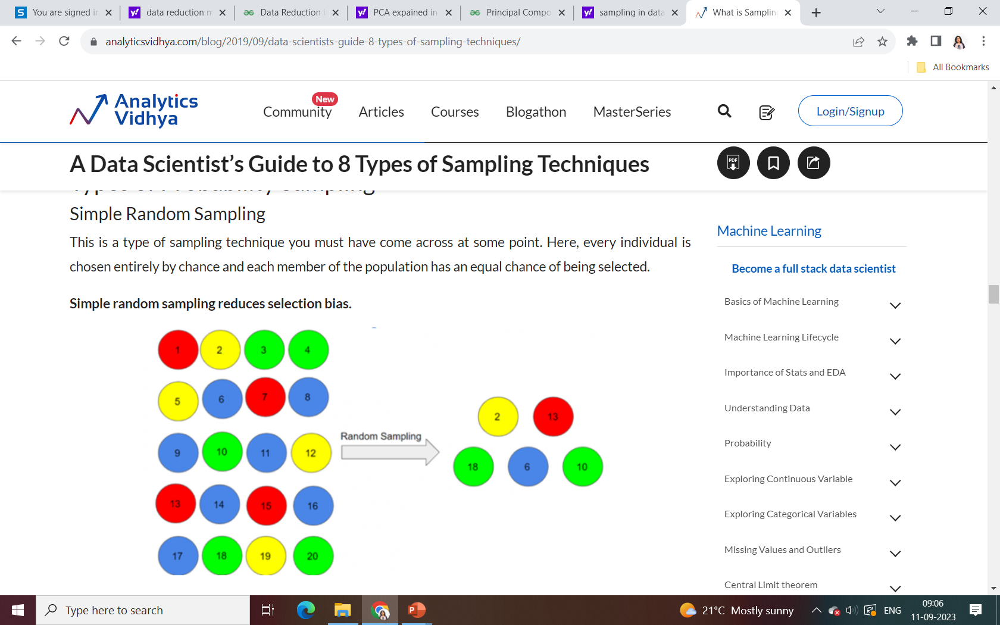 You are signed in
data reduction m
Data Reduction i
PCA expained in
Principal Compo
sampling in data
What is Sampling
analyticsvidhya.com/blog/2019/09/data-scientists-guide-8-types-of-sampling-techniques/
All Bookmarks
Analytics
Vidhya
New
Community
Articles
Courses
Blogathon
MasterSeries
Login/Signup
A Data Scientist’s Guide to 8 Types of Sampling Techniques
PDF
Types of Probability Sampling
Simple Random Sampling
This is a type of sampling technique you must have come across at some point. Here, every individual is
chosen entirely by chance and each member of the population has an equal chance of being selected.
Simple random sampling reduces selection bias.
1 2 3 4
5 6 7 8
9 10 11 12
13 14 15 16
17 18 19 20
Random Sampling
2 13
18 6 10
Machine Learning
Become a full stack data scientist
Basics of Machine Learning
Machine Learning Lifecycle
Importance of Stats and EDA
Understanding Data
Probability
Exploring Continuous Variable
Exploring Categorical Variables
Missing Values and Outliers
Central Limit theorem
Type here to search
21°C Mostly sunny
ENG
09:06
11-09-2023